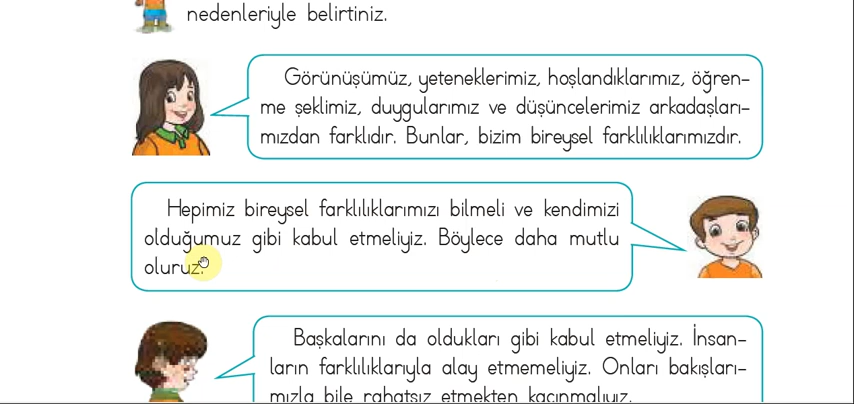 nedenleriyle belirtiniz.
Görünüşümüz, yeteneklerimiz, hoşlandıklarımız, öğren-
me şeklimiz, duygularımız ve düşüncelerimiz arkadaşları-
mızdan farklıdır. Bunlar, bizim bireysel farklılıklarımızdır.
Hepimiz bireysel farklılıklarımızı bilmeli ve kendimizi
olduğumuz gibi kabul etmeliyiz. Böylece daha mutlu
oluruz.
Başkalarını da oldukları gibi kabul etmeliyiz. İnsan-
ların farklılıklarıyla alay etmemeliyiz. Onları bakışları-
mızla bile rahatsız etmekten kaçınmalıyız.